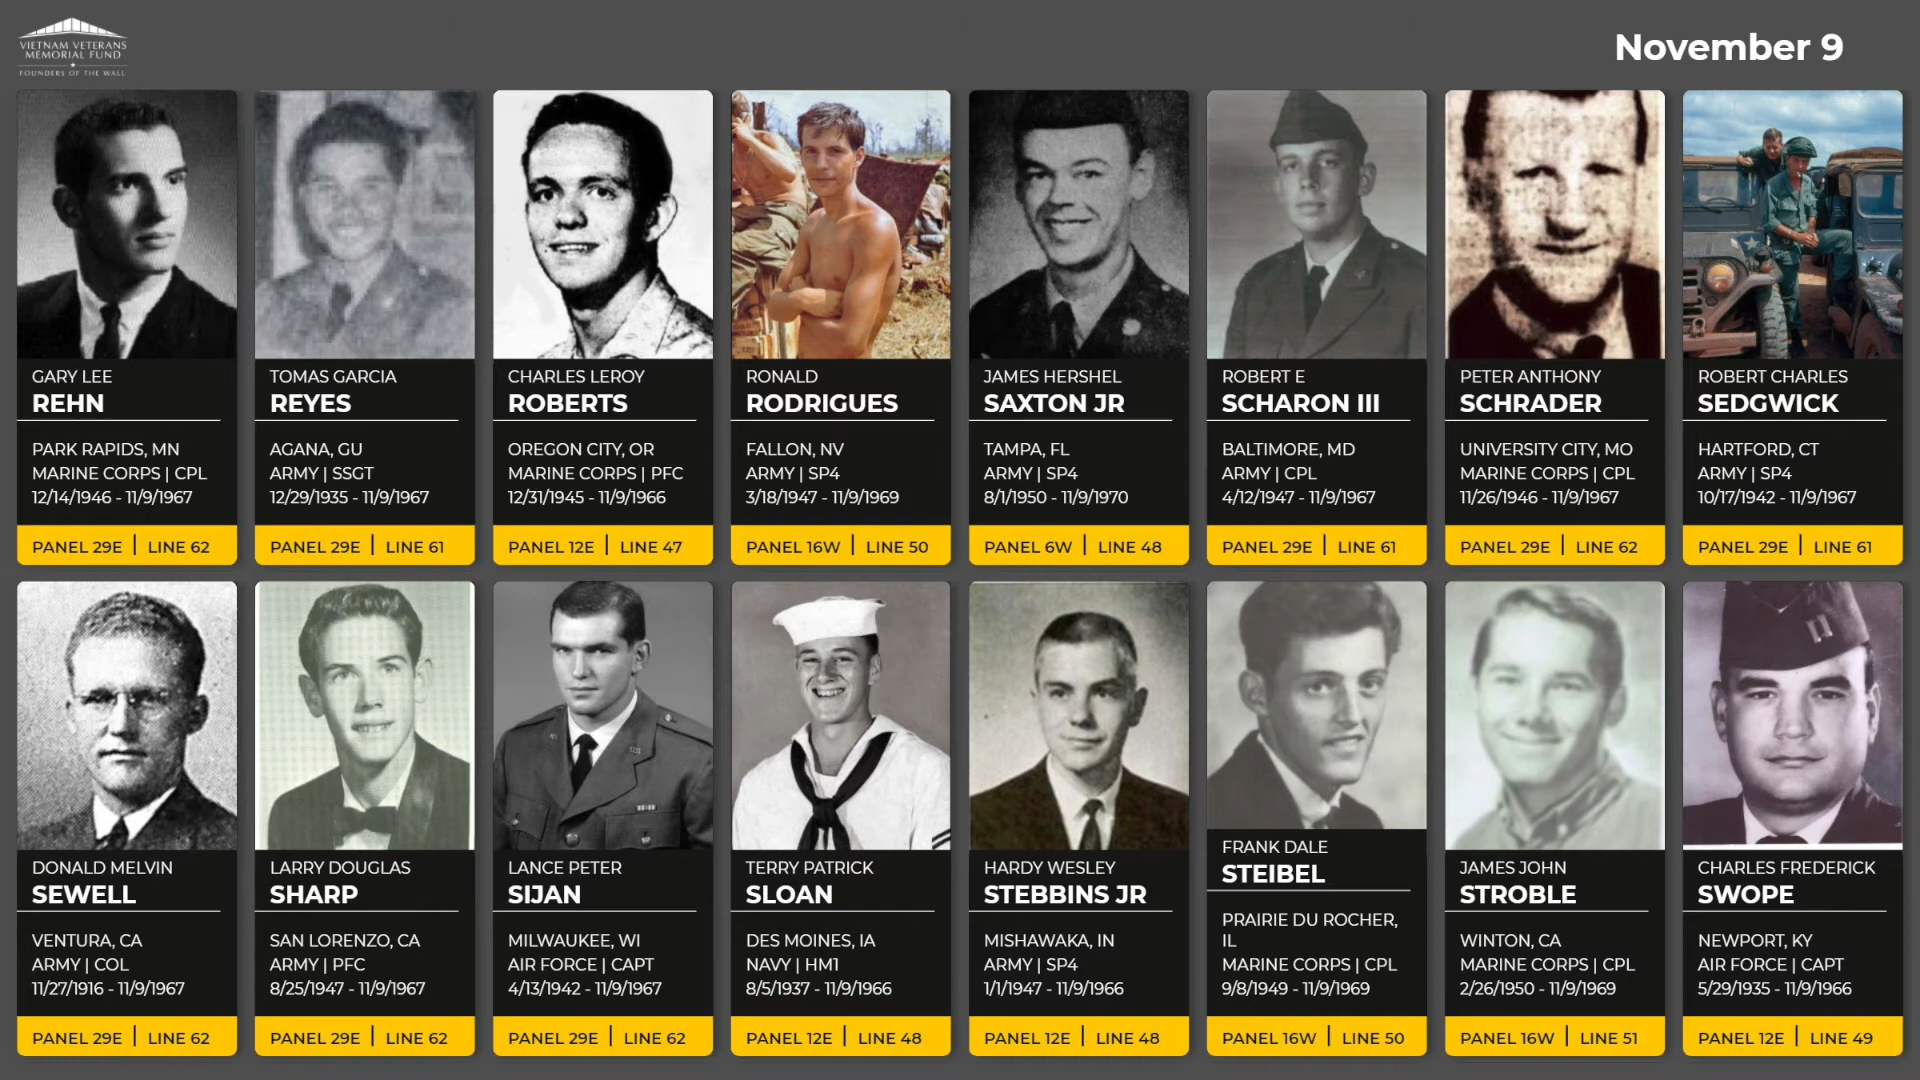 VIETNAM VETERANS
MEMORIAL FUND
FOUNDERS OF THE WALL
November 9
GARY LEE
REHN
PARK RAPIDS, MN
MARINE CORPS | CPL
12/14/1946 - 11/9/1967
PANEL 29E | LINE 62
TOMAS GARCIA
REYES
AGANA, GU
ARMY | SSGT
12/29/1935 - 11/9/1967
PANEL 29E | LINE 61
CHARLES LEROY
ROBERTS
OREGON CITY, OR
MARINE CORPS | PFC
12/31/1945 - 11/9/1966
PANEL 12E | LINE 47
RONALD
RODRIGUES
FALLON, NV
ARMY | SP4
3/18/1947 - 11/9/1969
PANEL 16W | LINE 50
JAMES HERSHEL
SAXTON JR
TAMPA, FL
ARMY | SP4
8/1/1950 - 11/9/1970
PANEL 6W | LINE 48
ROBERT E
SCHARON III
BALTIMORE, MD
ARMY | CPL
4/12/1947 - 11/9/1967
PANEL 29E | LINE 61
PETER ANTHONY
SCHRADER
UNIVERSITY CITY, MO
MARINE CORPS | CPL
11/26/1946 - 11/9/1967
PANEL 29E | LINE 62
ROBERT CHARLES
SEDGWICK
HARTFORD, CT
ARMY | SP4
10/17/1942 - 11/9/1967
PANEL 29E | LINE 61
DONALD MELVIN
SEWELL
VENTURA, CA
ARMY | COL
11/27/1916 - 11/9/1967
PANEL 29E | LINE 62
LARRY DOUGLAS
SHARP
SAN LORENZO, CA
ARMY | PFC
8/25/1947 - 11/9/1967
PANEL 29E | LINE 62
LANCE PETER
SIJAN
MILWAUKEE, WI
AIR FORCE | CAPT
4/13/1942 - 11/9/1967
PANEL 29E | LINE 62
TERRY PATRICK
SLOAN
DES MOINES, IA
NAVY | HM1
8/5/1937 - 11/9/1966
PANEL 12E | LINE 48
HARDY WESLEY
STEBBINS JR
MISHAWAKA, IN
ARMY | SP4
1/1/1947 - 11/9/1966
PANEL 12E | LINE 48
FRANK DALE
STEIBEL
PRAIRIE DU ROCHER,
IL
MARINE CORPS | CPL
9/8/1949 - 11/9/1969
PANEL 16W | LINE 50
JAMES JOHN
STROBLE
WINTON, CA
MARINE CORPS | CPL
2/26/1950 - 11/9/1969
PANEL 16W | LINE 51
CHARLES FREDERICK
SWOPE
NEWPORT, KY
AIR FORCE | CAPT
5/29/1935 - 11/9/1966
PANEL 12E | LINE 49